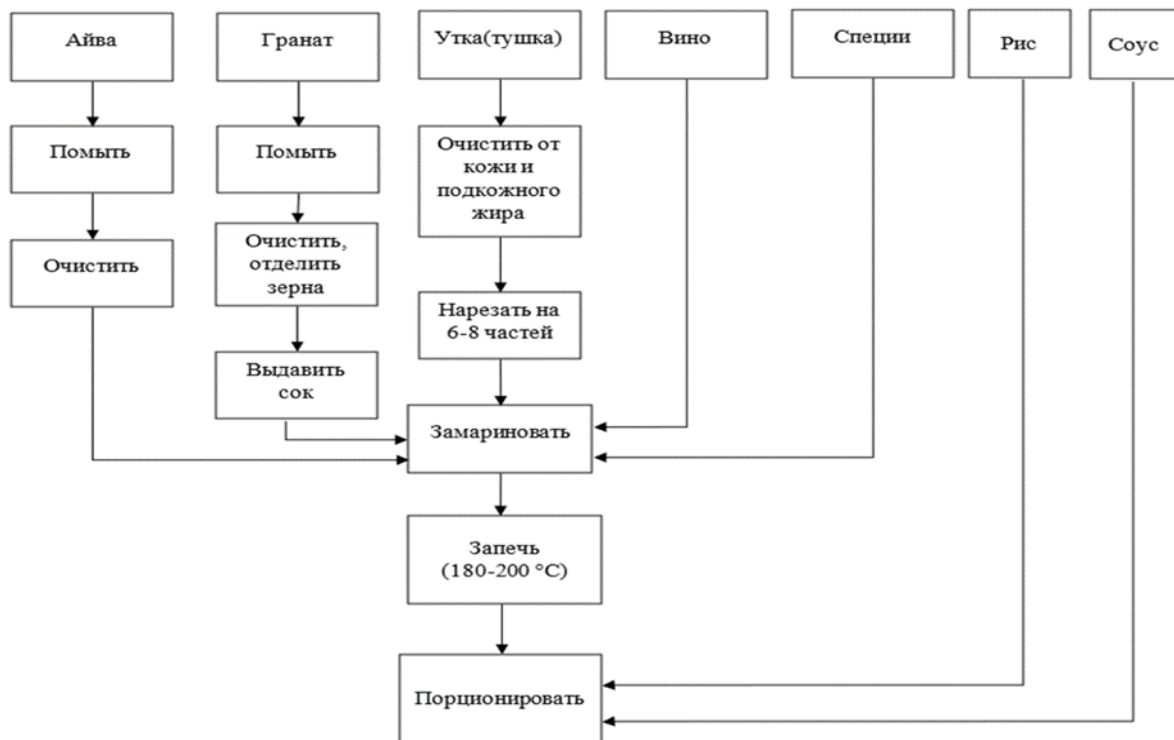 Айва
Гранат
Утка(тушка)
Вино
Специи
Рис
Соус
Помыть
Помыть
Очистить от
кожи и
подкожного
жира
Очистить
Очистить,
отделить
зерна
Нарезать на
6-8 частей
Выдавить
сок
Замариновать
Запечь
(180-200 °C)
Порционировать